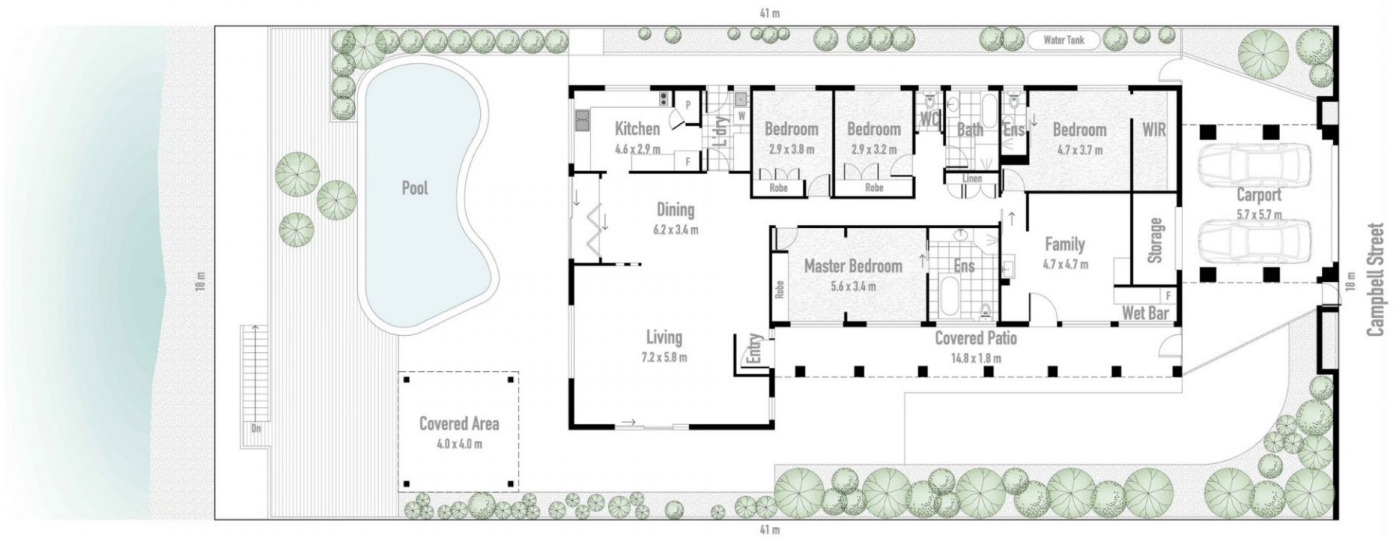 41 m
Water Tank
Kitchen
4.6 x 2.9 m
P
F
L'dry
W
Bedroom
2.9 x 3.8 m
Robe
Bedroom
2.9 x 3.2 m
Robe
WC
Bath
Linen
Ens
Bedroom
4.7 x 3.7 m
WIR
Carport
5.7 x 5.7 m
Pool
Dining
6.2 x 3.4 m
Master Bedroom
5.6 x 3.4 m
Robe
Ens
Family
4.7 x 4.7 m
Storage
F
Wet Bar
18 m
18 m
Campbell Street
Living
7.2 x 5.8 m
Entry
Covered Patio
14.8 x 1.8 m
Covered Area
4.0 x 4.0 m
Dn
41 m